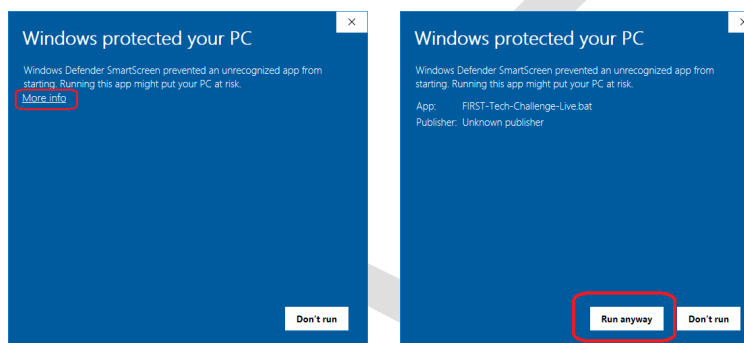 Windows protected your PC
Windows Defender SmartScreen prevented an unrecognized app from
starting. Running this app might put your PC at risk.
More info
Don't run
Windows protected your PC
Windows Defender SmartScreen prevented an unrecognized app from
starting. Running this app might put your PC at risk.
App: FIRST-Tech-Challenge-Live.bat
Publisher: Unknown publisher
Run anyway Don't run